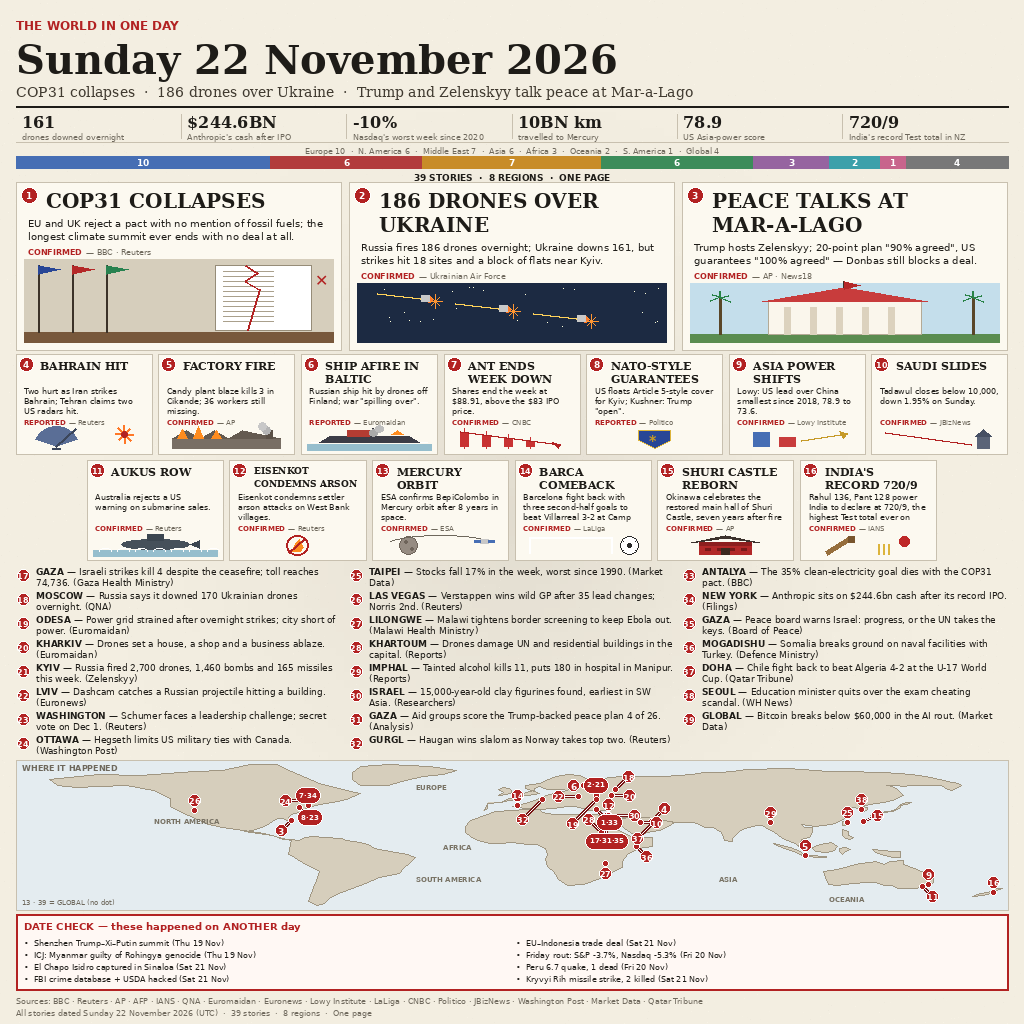 THE WORLD IN ONE DAY
Sunday 22 November 2026
COP31 collapses · 186 drones over Ukraine · Trump and Zelenskyy talk peace at Mar-a-Lago
161
drones downed overnight
$244.6BN
Anthropic's cash after IPO
-10%
Nasdaq's worst week since 2020
10BN km
travelled to Mercury
78.9
US Asia-power score
720/9
India's record Test total in NZ
Europe 10 · N. America 6 · Middle East 7 · Asia 6 · Africa 3 · Oceania 2 · S. America 1 · Global 4
10 6 7 6 3 2 1 4
39 STORIES · 8 REGIONS · ONE PAGE
1 COP31 COLLAPSES
EU and UK reject a pact with no mention of fossil fuels; the
longest climate summit ever ends with no deal at all.
CONFIRMED — BBC · Reuters
2 186 DRONES OVER
UKRAINE
Russia fires 186 drones overnight; Ukraine downs 161, but
strikes hit 18 sites and a block of flats near Kyiv.
CONFIRMED — Ukrainian Air Force
3 PEACE TALKS AT
MAR-A-LAGO
Trump hosts Zelenskyy; 20-point plan "90% agreed", US
guarantees "100% agreed" — Donbas still blocks a deal.
CONFIRMED — AP · News18
4 BAHRAIN HIT
Two hurt as Iran strikes
Bahrain; Tehran claims two
US radars hit.
REPORTED — Reuters
5 FACTORY FIRE
Candy plant blaze kills 3 in
Cikande; 36 workers still
missing.
CONFIRMED — AP
6 SHIP AFIRE IN
BALTIC
Russian ship hit by drones off
Finland; war "spilling over".
CONFIRMED — Euromaidan
7 ANT ENDS
WEEK DOWN
Shares end the week at
$88.91, above the $83 IPO
price.
CONFIRMED — CNBC
8 NATO-STYLE
GUARANTEES
US floats Article 5-style cover
for Kyiv; Kushner: Trump
"open".
REPORTED — Politico
9 ASIA POWER
SHIFTS
Lowy: US lead over China
smallest since 2018, 78.9 to
73.6.
CONFIRMED — Lowy Institute
10 SAUDI SLIDES
Tadawul closes below 10,000,
down 1.95% on Sunday.
CONFIRMED — JBizNews
11 AUKUS ROW
Australia rejects a US
warning on submarine sales.
CONFIRMED — Reuters
12 EISENKOT
CONDEMNS ARSON
Eisenkot condemns settler
arson attacks on West Bank
villages.
CONFIRMED — Reuters
13 MERCURY
ORBIT
ESA confirms BepiColombo in
Mercury orbit after 8 years in
space.
CONFIRMED — ESA
14 BARCA
COMEBACK
Barcelona fight back with
three second-half goals to
beat Villarreal 3-2 at Camp
CONFIRMED — LaLiga
15 SHURI CASTLE
REBORN
Okinawa celebrates the
restored main hall of Shuri
Castle, seven years after fire
CONFIRMED — AP
16 INDIA'S
RECORD 720/9
Rahul 136, Pant 128 power
India to declare at 720/9, the
highest Test total ever on
CONFIRMED — IANS
17 GAZA — Israeli strikes kill 4 despite the ceasefire; toll reaches
74,736. (Gaza Health Ministry)
18 MOSCOW — Russia says it downed 170 Ukrainian drones
overnight. (QNA)
19 ODESA — Power grid strained after overnight strikes; city short of
power. (Euromaidan)
20 KHARKIV — Drones set a house, a shop and a business ablaze.
(Euromaidan)
21 KYIV — Russia fired 2,700 drones, 1,460 bombs and 165 missiles
this week. (Zelenskyy)
22 LVIV — Dashcam catches a Russian projectile hitting a building.
(Euronews)
23 WASHINGTON — Schumer faces a leadership challenge; secret
vote on Dec 1. (Reuters)
24 OTTAWA — Hegseth limits US military ties with Canada.
(Washington Post)
25 TAIPEI — Stocks fall 17% in the week, worst since 1990. (Market
Data)
26 LAS VEGAS — Verstappen wins wild GP after 35 lead changes;
Norris 2nd. (Reuters)
27 LILONGWE — Malawi tightens border screening to keep Ebola out.
(Malawi Health Ministry)
28 KHARTOUM — Drones damage UN and residential buildings in the
capital. (Reports)
29 IMPHAL — Tainted alcohol kills 11, puts 180 in hospital in Manipur.
(Reports)
30 ISRAEL — 15,000-year-old clay figurines found, earliest in SW
Asia. (Researchers)
31 GAZA — Aid groups score the Trump-backed peace plan 4 of 26.
(Analysis)
32 GURGL — Haugan wins slalom as Norway takes top two. (Reuters)
33 ANTALYA — The 35% clean-electricity goal dies with the COP31
pact. (BBC)
34 NEW YORK — Anthropic sits on $244.6bn cash after its record IPO.
(Filings)
35 GAZA — Peace board warns Israel: progress, or the UN takes the
keys. (Board of Peace)
36 MOGADISHU — Somalia breaks ground on naval facilities with
Turkey. (Defence Ministry)
37 DOHA — Chile fight back to beat Algeria 4-2 at the U-17 World
Cup. (Qatar Tribune)
38 SEOUL — Education minister quits over the exam cheating
scandal. (WH News)
39 GLOBAL — Bitcoin breaks below $60,000 in the AI rout. (Market
Data)
WHERE IT HAPPENED
EUROPE
NORTH AMERICA
AFRICA
SOUTH AMERICA
ASIA
OCEANIA
26 24 7·34 8·23 3
14 32 6 22 2·21 18 20 12 19 28 1·33 30 10 4 17·31·35 37 36 27
29 5 38 25 15 9 11 16
13 · 39 = GLOBAL (no dot)
DATE CHECK — these happened on ANOTHER day
• Shenzhen Trump–Xi–Putin summit (Thu 19 Nov)
• ICJ: Myanmar guilty of Rohingya genocide (Thu 19 Nov)
• El Chapo Isidro captured in Sinaloa (Sat 21 Nov)
• FBI crime database + USDA hacked (Sat 21 Nov)
• EU–Indonesia trade deal (Sat 21 Nov)
• Friday rout: S&P -3.7%, Nasdaq -5.3% (Fri 20 Nov)
• Peru 6.7 quake, 1 dead (Fri 20 Nov)
• Kryvyi Rih missile strike, 2 killed (Sat 21 Nov)
Sources: BBC · Reuters · AP · AFP · IANS · QNA · Euromaidan · Euronews · Lowy Institute · LaLiga · CNBC · Politico · JBizNews · Washington Post · Market Data · Qatar Tribune
All stories dated Sunday 22 November 2026 (UTC) · 39 stories · 8 regions · One page